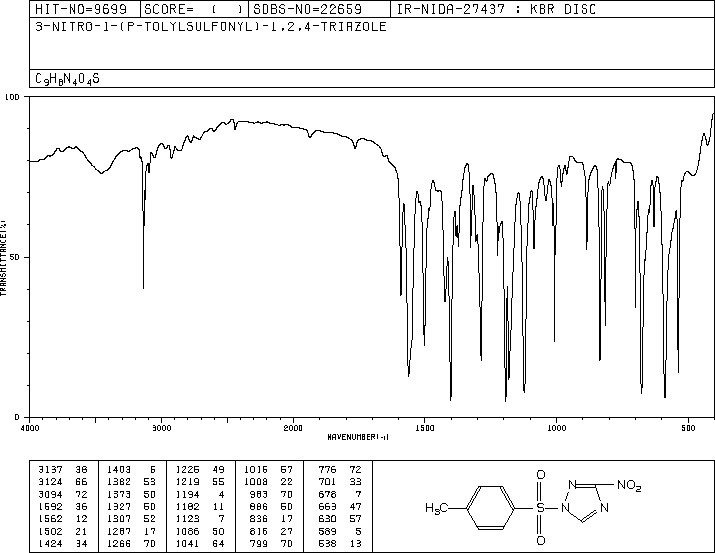 HIT-NO=9699 SCORE= ( ) SDBS-NO=22659 IR-NIDA-27437 : KBR DISC
3-NITRO-1-(P-TOLYLSULFONYL)-1,2,4-TRIAZOLE
C9H8N4O4S
100
50
0
TRANSMITTANCE(%)
4000 3000 2000 1500 1000 500
WAVENUMBER(-1)
3137 38 1403 6 1225 49 1016 67 776 72
3124 66 1382 53 1219 55 1008 22 701 33
3094 72 1373 50 1194 4 983 70 678 7
1592 36 1327 50 1182 11 886 50 663 47
1562 12 1307 52 1123 7 836 17 630 57
1502 21 1287 17 1086 50 816 27 589 5
1424 34 1266 70 1041 64 799 70 538 13
O
N NO2
H3C S N N
O